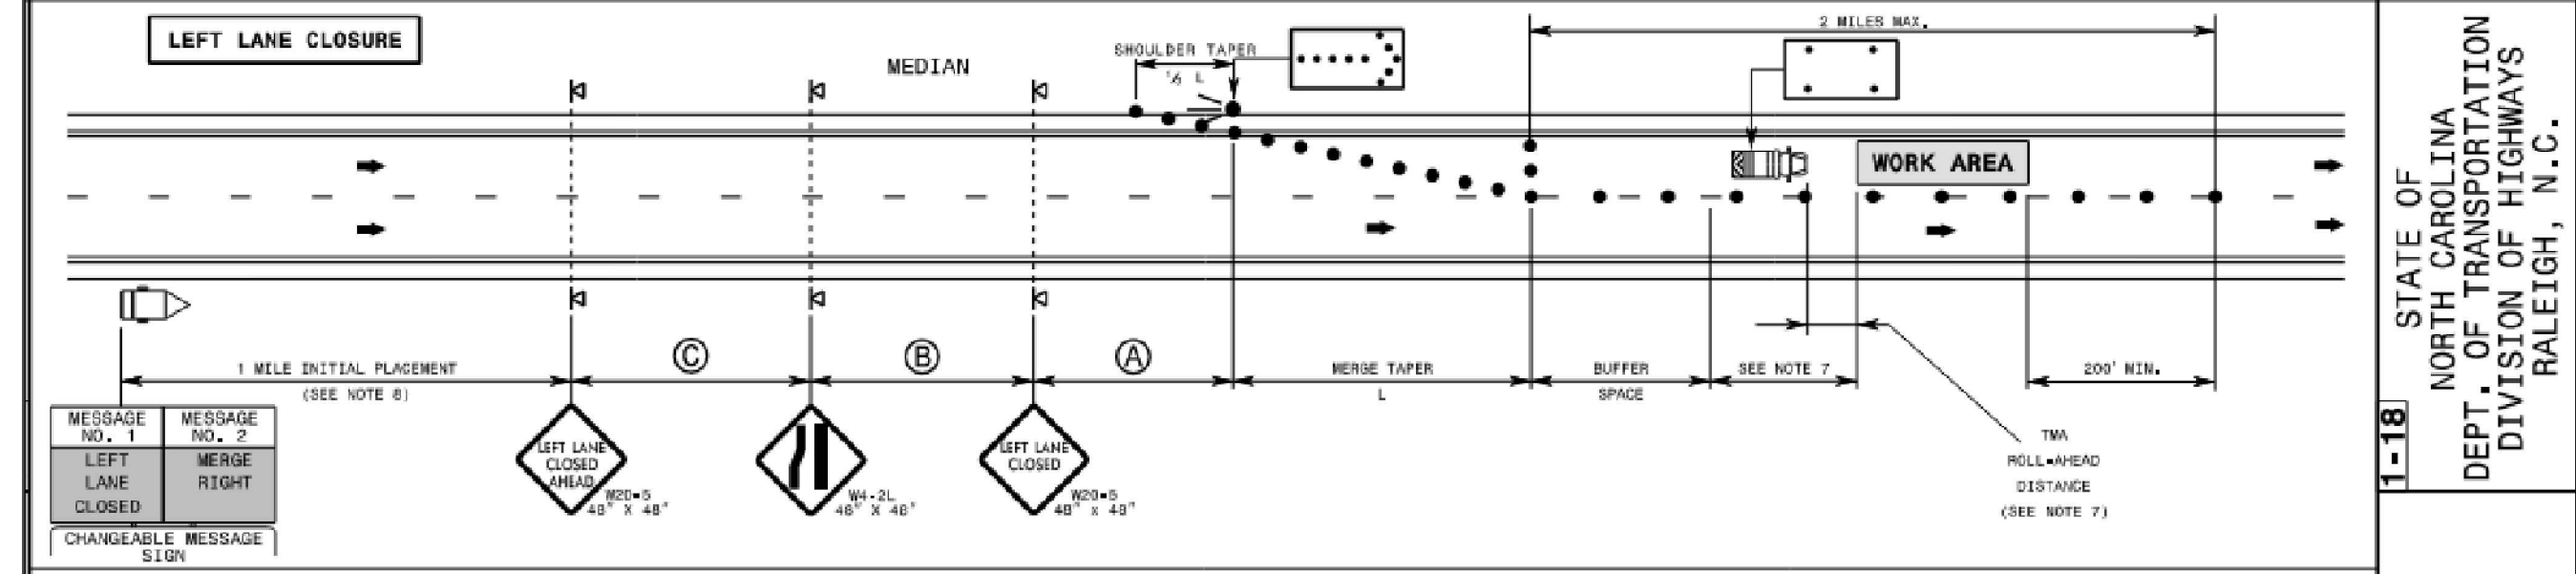 LEFT LANE CLOSURE
MEDIAN
SHOULDER TAPER
⅙ L
2 MILES MAX.
WORK AREA
Ⓒ
Ⓑ
Ⓐ
1 MILE INITIAL PLACEMENT
(SEE NOTE 8)
MERGE TAPER
L
BUFFER
SPACE
SEE NOTE 7
200' MIN.
TMA
ROLL-AHEAD
DISTANCE
(SEE NOTE 7)
MESSAGE
NO. 1
LEFT
LANE
CLOSED
MESSAGE
NO. 2
MERGE
RIGHT
CHANGEABLE MESSAGE
SIGN
LEFT LANE
CLOSED
AHEAD
W20-5
48" X 48"
W4-2L
48" X 48"
LEFT LANE
CLOSED
W20-5
48" X 48"
1-18
STATE OF
NORTH CAROLINA
DEPT. OF TRANSPORTATION
DIVISION OF HIGHWAYS
RALEIGH, N.C.